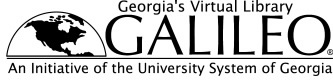 Georgia's Virtual Library
GALILEO®
An Initiative of the University System of Georgia